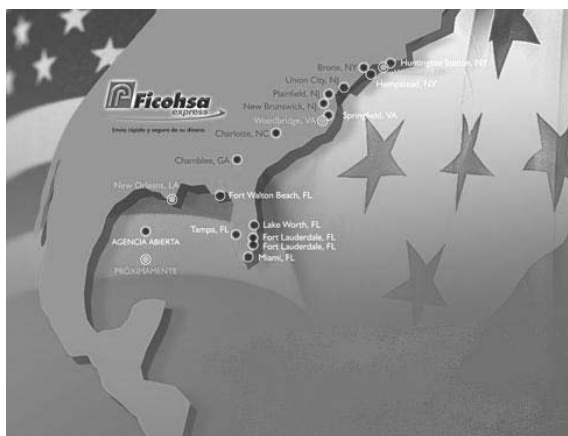 Bronx, NY
Huntington Station, NY
Union City, NJ
Hempstead, NY
Plainfield, NJ
New Brunswick, NJ
Woodbridge, VA
Springfield, VA
Ficohsa
express
Envío rápido y seguro de su dinero.
Charlotte, NC
Chamblee, GA
New Orleans, LA
Fort Walton Beach, FL
Lake Worth, FL
Tampa, FL
Fort Lauderdale, FL
Fort Lauderdale, FL
Miami, FL
AGENCIA ABIERTA
PRÓXIMAMENTE